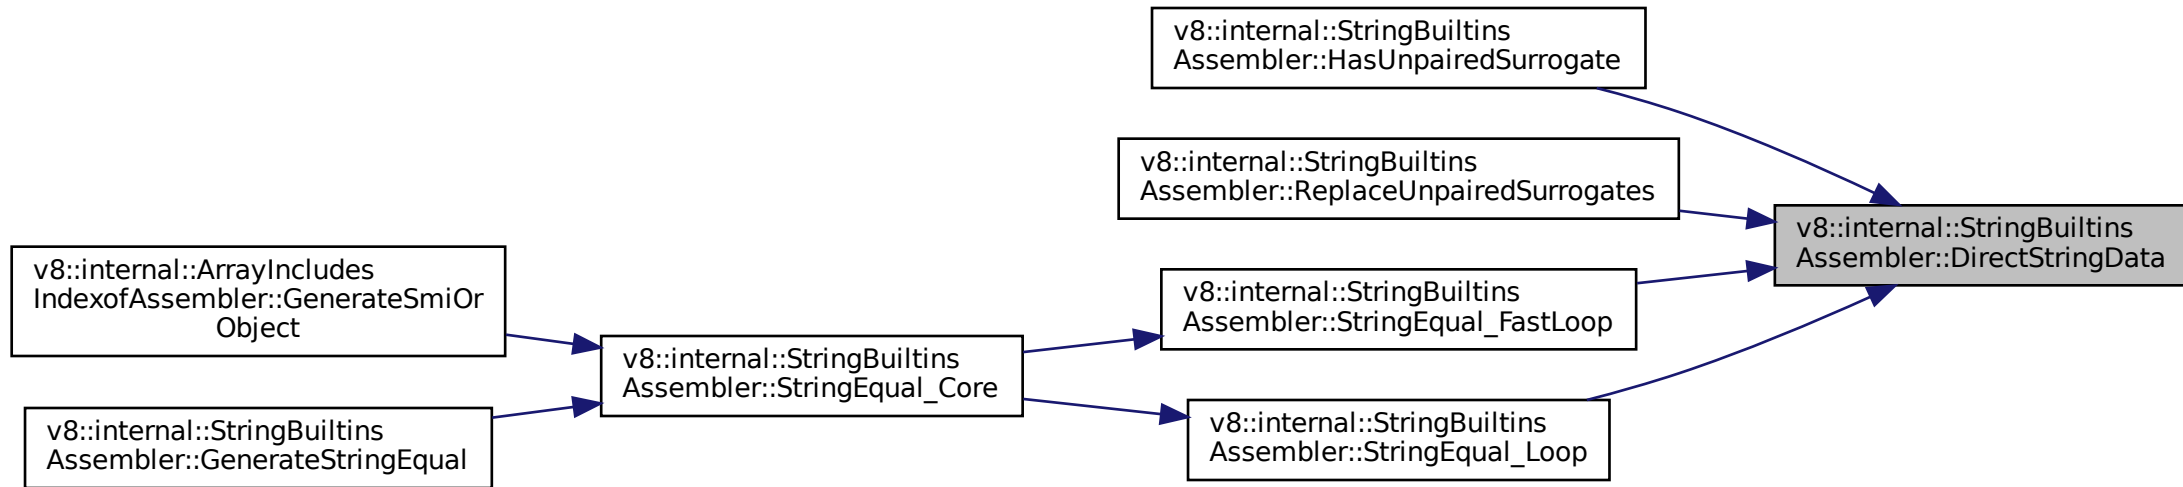 v8::internal::StringBuiltins
Assembler::HasUnpairedSurrogate
v8::internal::StringBuiltins
Assembler::ReplaceUnpairedSurrogates
v8::internal::StringBuiltins
Assembler::DirectStringData
v8::internal::ArrayIncludes
IndexofAssembler::GenerateSmiOr
Object
v8::internal::StringBuiltins
Assembler::StringEqual_FastLoop
v8::internal::StringBuiltins
Assembler::StringEqual_Core
v8::internal::StringBuiltins
Assembler::GenerateStringEqual
v8::internal::StringBuiltins
Assembler::StringEqual_Loop